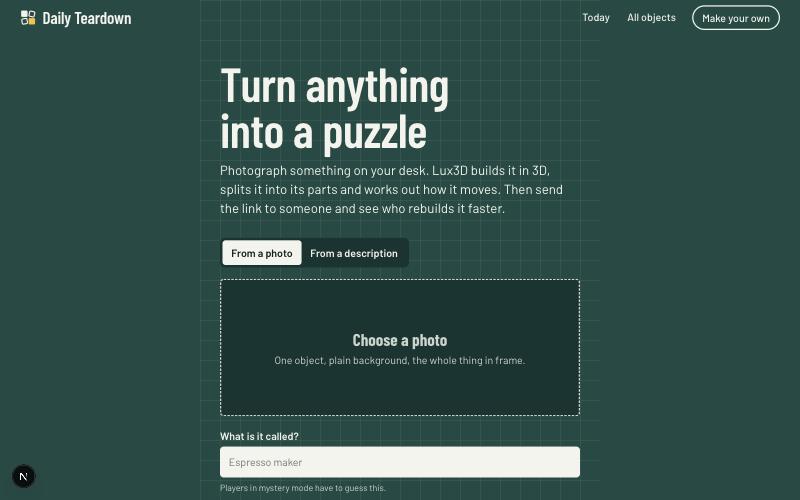 Daily Teardown
Today
All objects
Make your own
Turn anything
into a puzzle
Photograph something on your desk. Lux3D builds it in 3D,
splits it into its parts and works out how it moves. Then send
the link to someone and see who rebuilds it faster.
From a photo
From a description
Choose a photo
One object, plain background, the whole thing in frame.
What is it called?
Espresso maker
Players in mystery mode have to guess this.
N